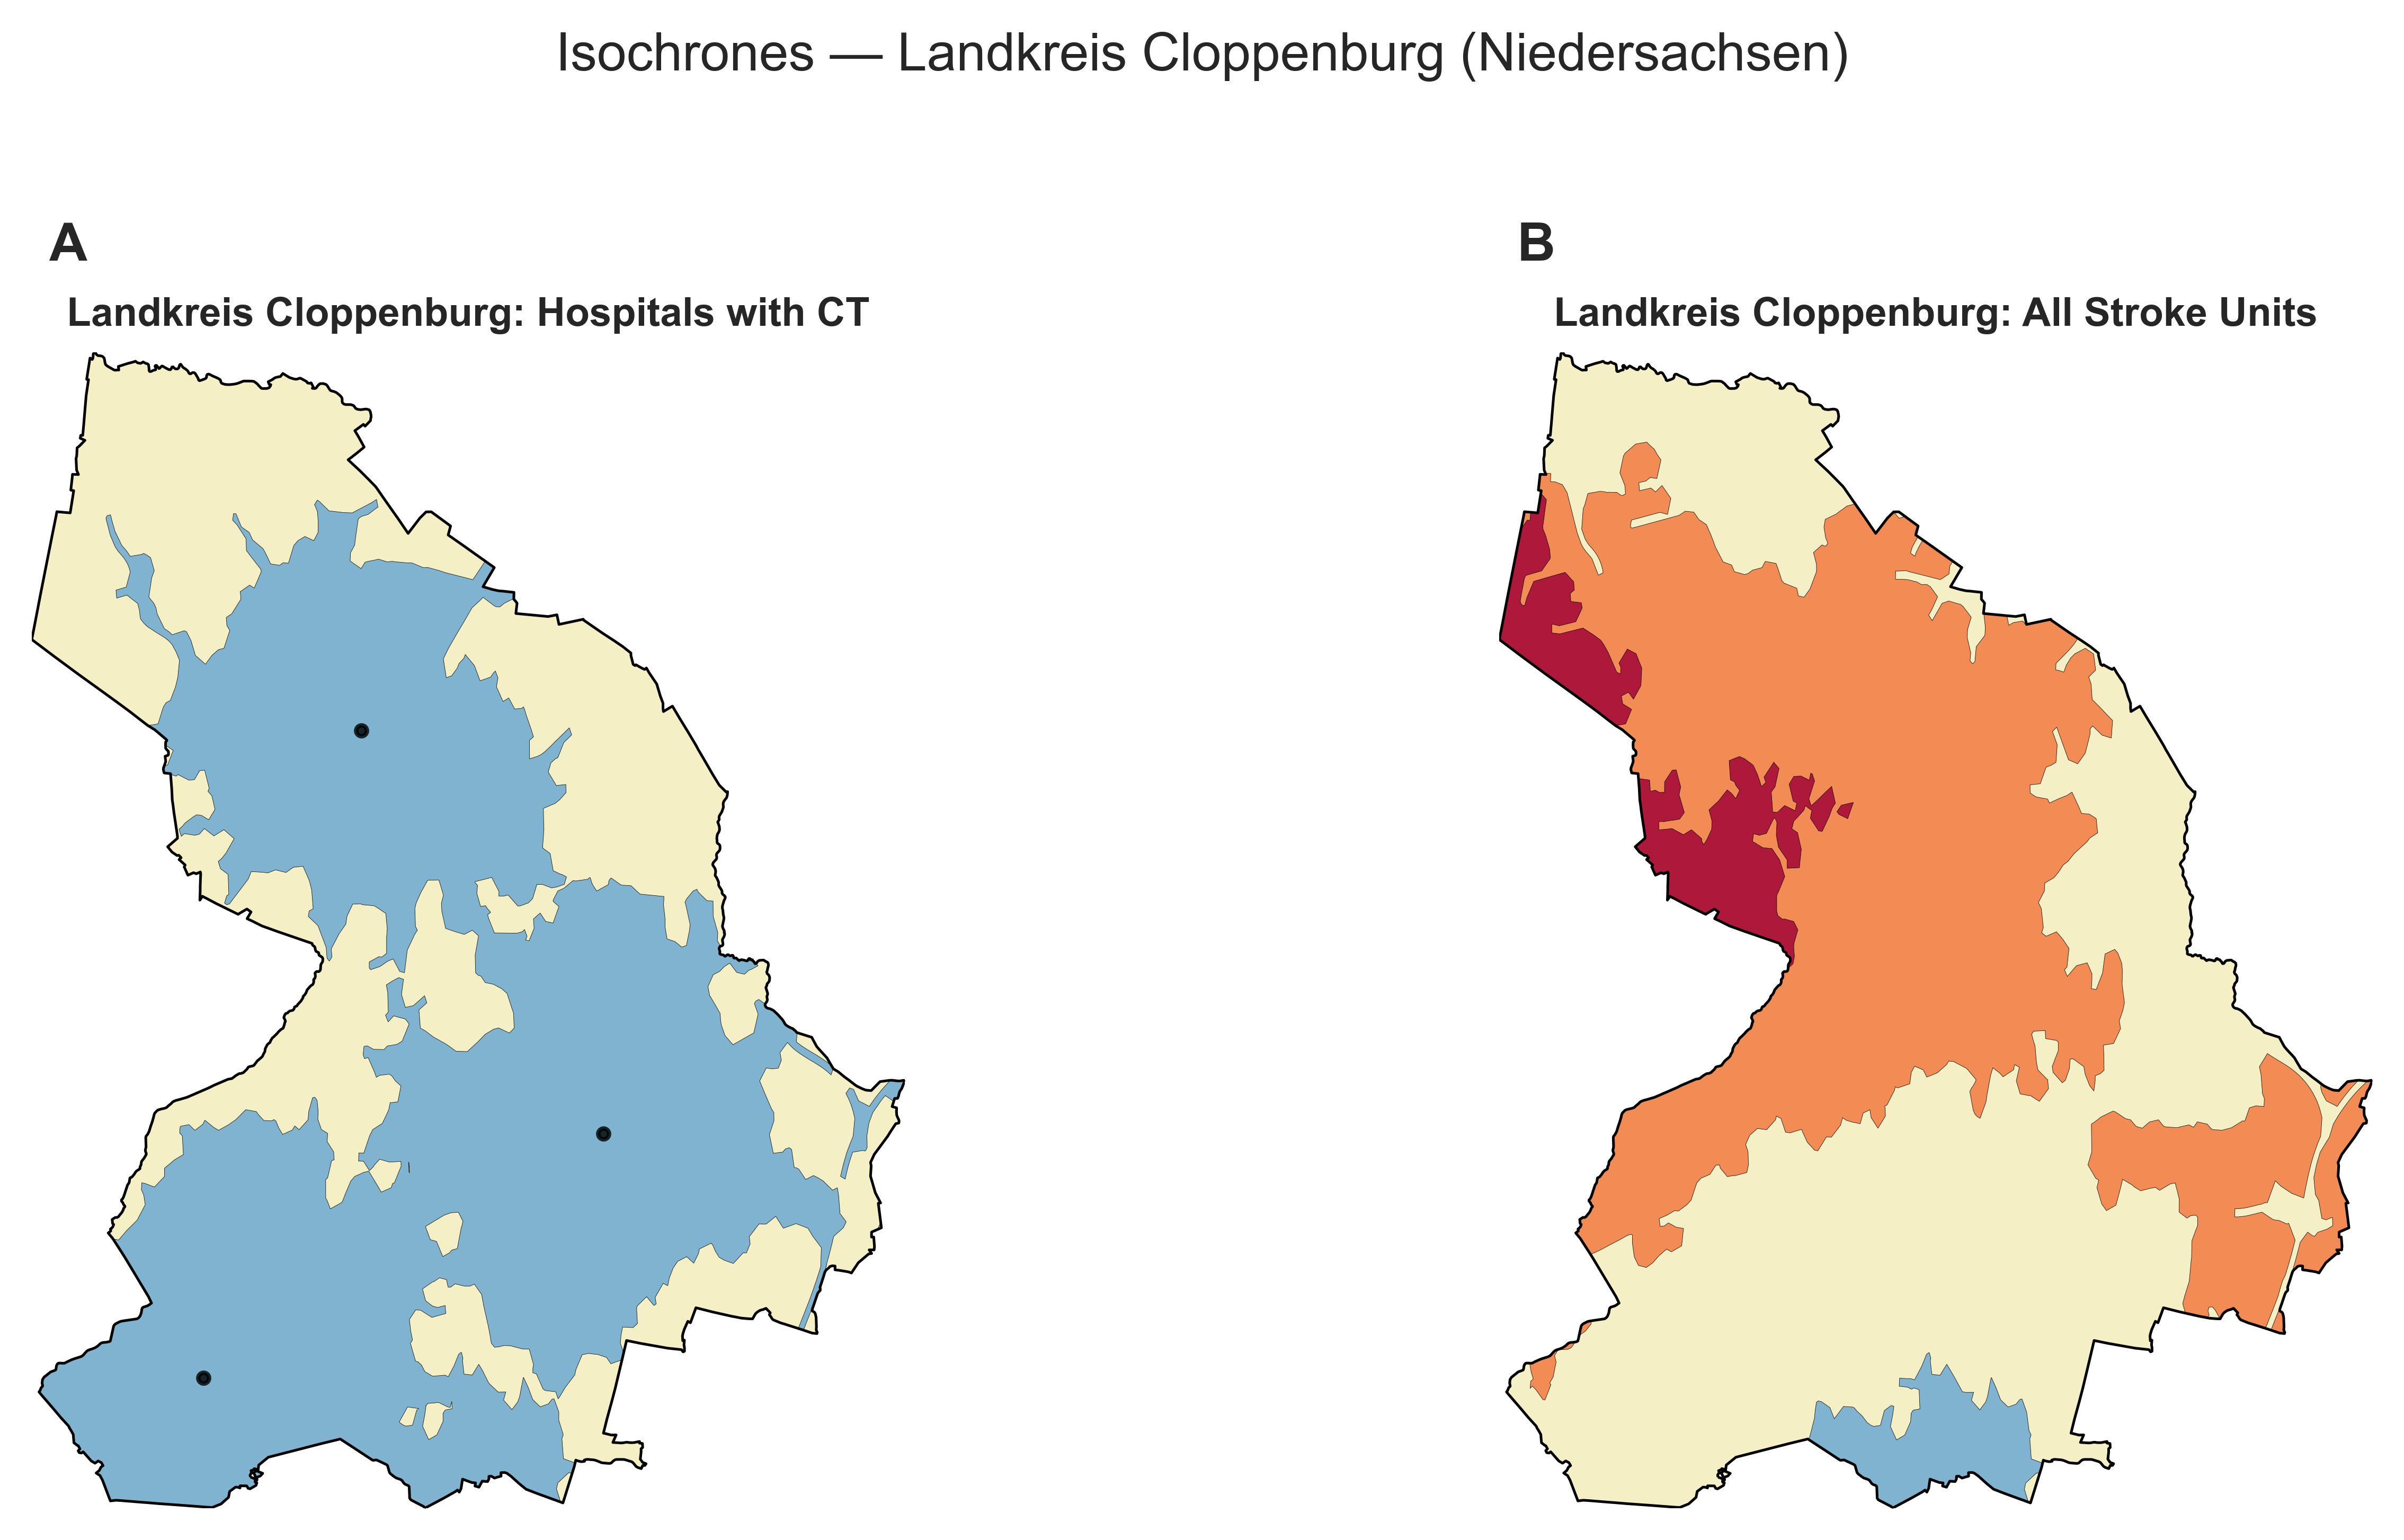 Isochrones — Landkreis Cloppenburg (Niedersachsen)
A
Landkreis Cloppenburg: Hospitals with CT
B
Landkreis Cloppenburg: All Stroke Units